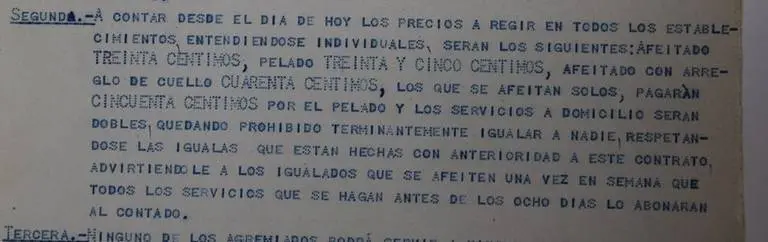 SEGUNDA.-A CONTAR DESDE EL DIA DE HOY LOS PRECIOS A REGIR EN TODOS LOS ESTABLE-
CIMIENTOS, ENTENDIENDOSE INDIVIDUALES, SERAN LOS SIGUIENTES: AFEITADO
TREINTA CENTIMOS, PELADO TREINTA Y CINCO CENTIMOS, AFEITADO CON ARRE-
GLO DE CUELLO CUARENTA CENTIMOS, LOS QUE SE AFEITAN SOLOS, PAGARÁN
CINCUENTA CENTIMOS POR EL PELADO Y LOS SERVICIOS A DOMICILIO SERAN
DOBLES, QUEDANDO PROHIBIDO TERMINANTEMENTE IGUALAR A NADIE, RESPETAN-
DOSE LAS IGUALAS QUE ESTAN HECHAS CON ANTERIORIDAD A ESTE CONTRATO,
ADVIRTIENDOLE A LOS IGUALADOS QUE SE AFEITEN UNA VEZ EN SEMANA QUE
TODOS LOS SERVICIOS QUE SE HAGAN ANTES DE LOS OCHO DIAS LO ABONARAN
AL CONTADO.
TERCERA.-NINGUNO DE LOS AGREMIADOS PODRÁ